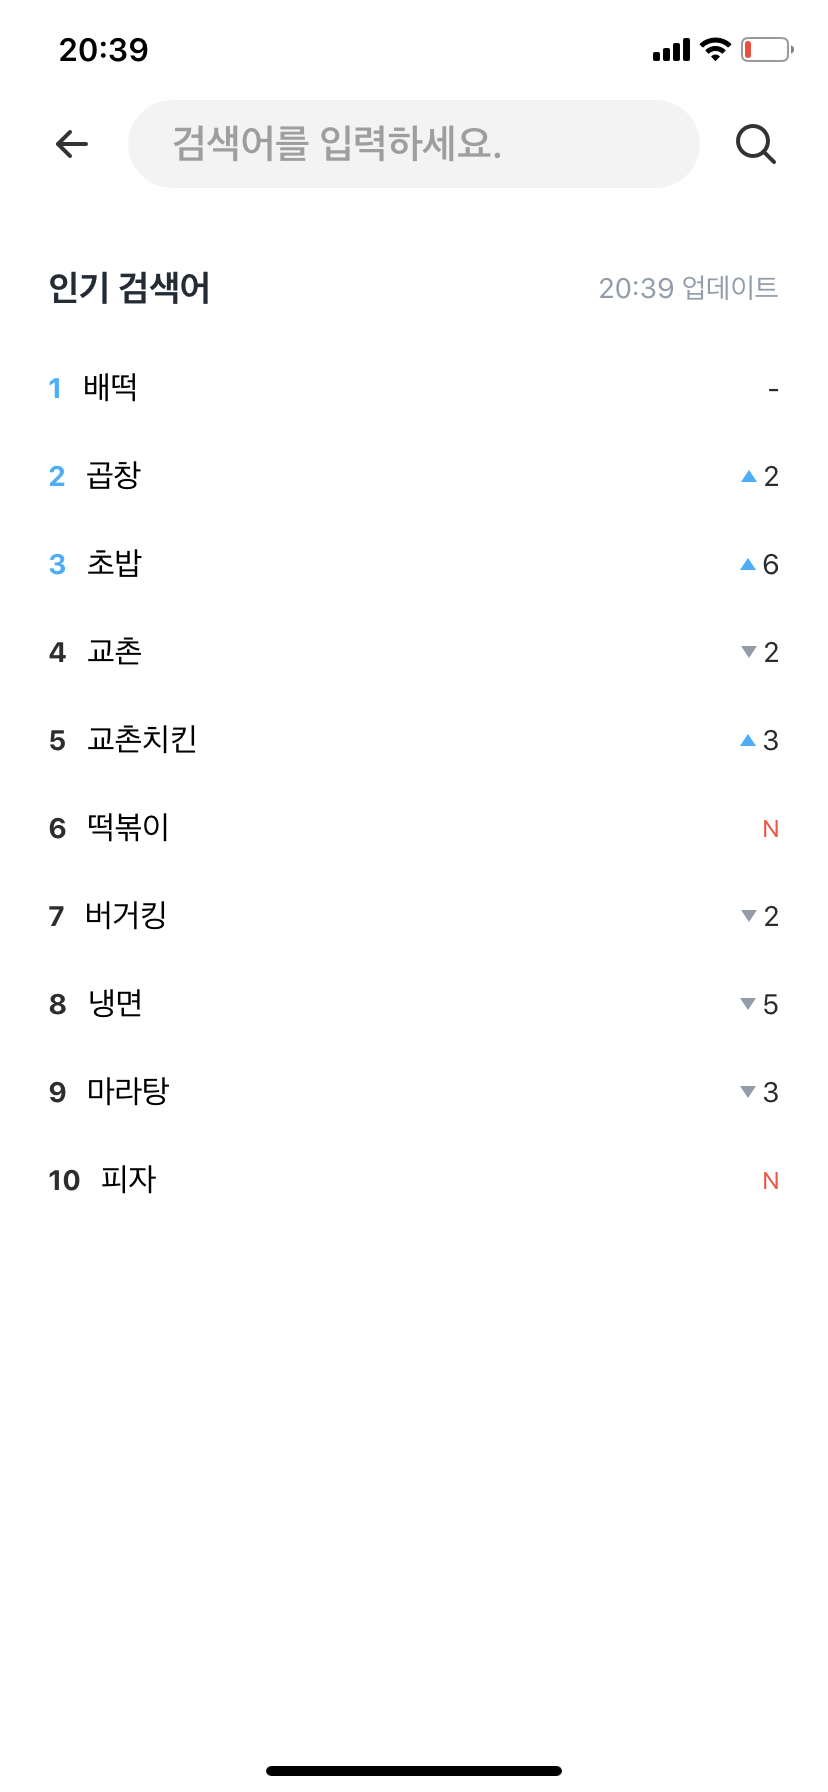 20:39
검색어를 입력하세요.
인기 검색어 20:39 업데이트
1 배떡 -
2 곱창 ▲ 2
3 초밥 ▲ 6
4 교촌 ▼ 2
5 교촌치킨 ▲ 3
6 떡볶이 N
7 버거킹 ▼ 2
8 냉면 ▼ 5
9 마라탕 ▼ 3
10 피자 N